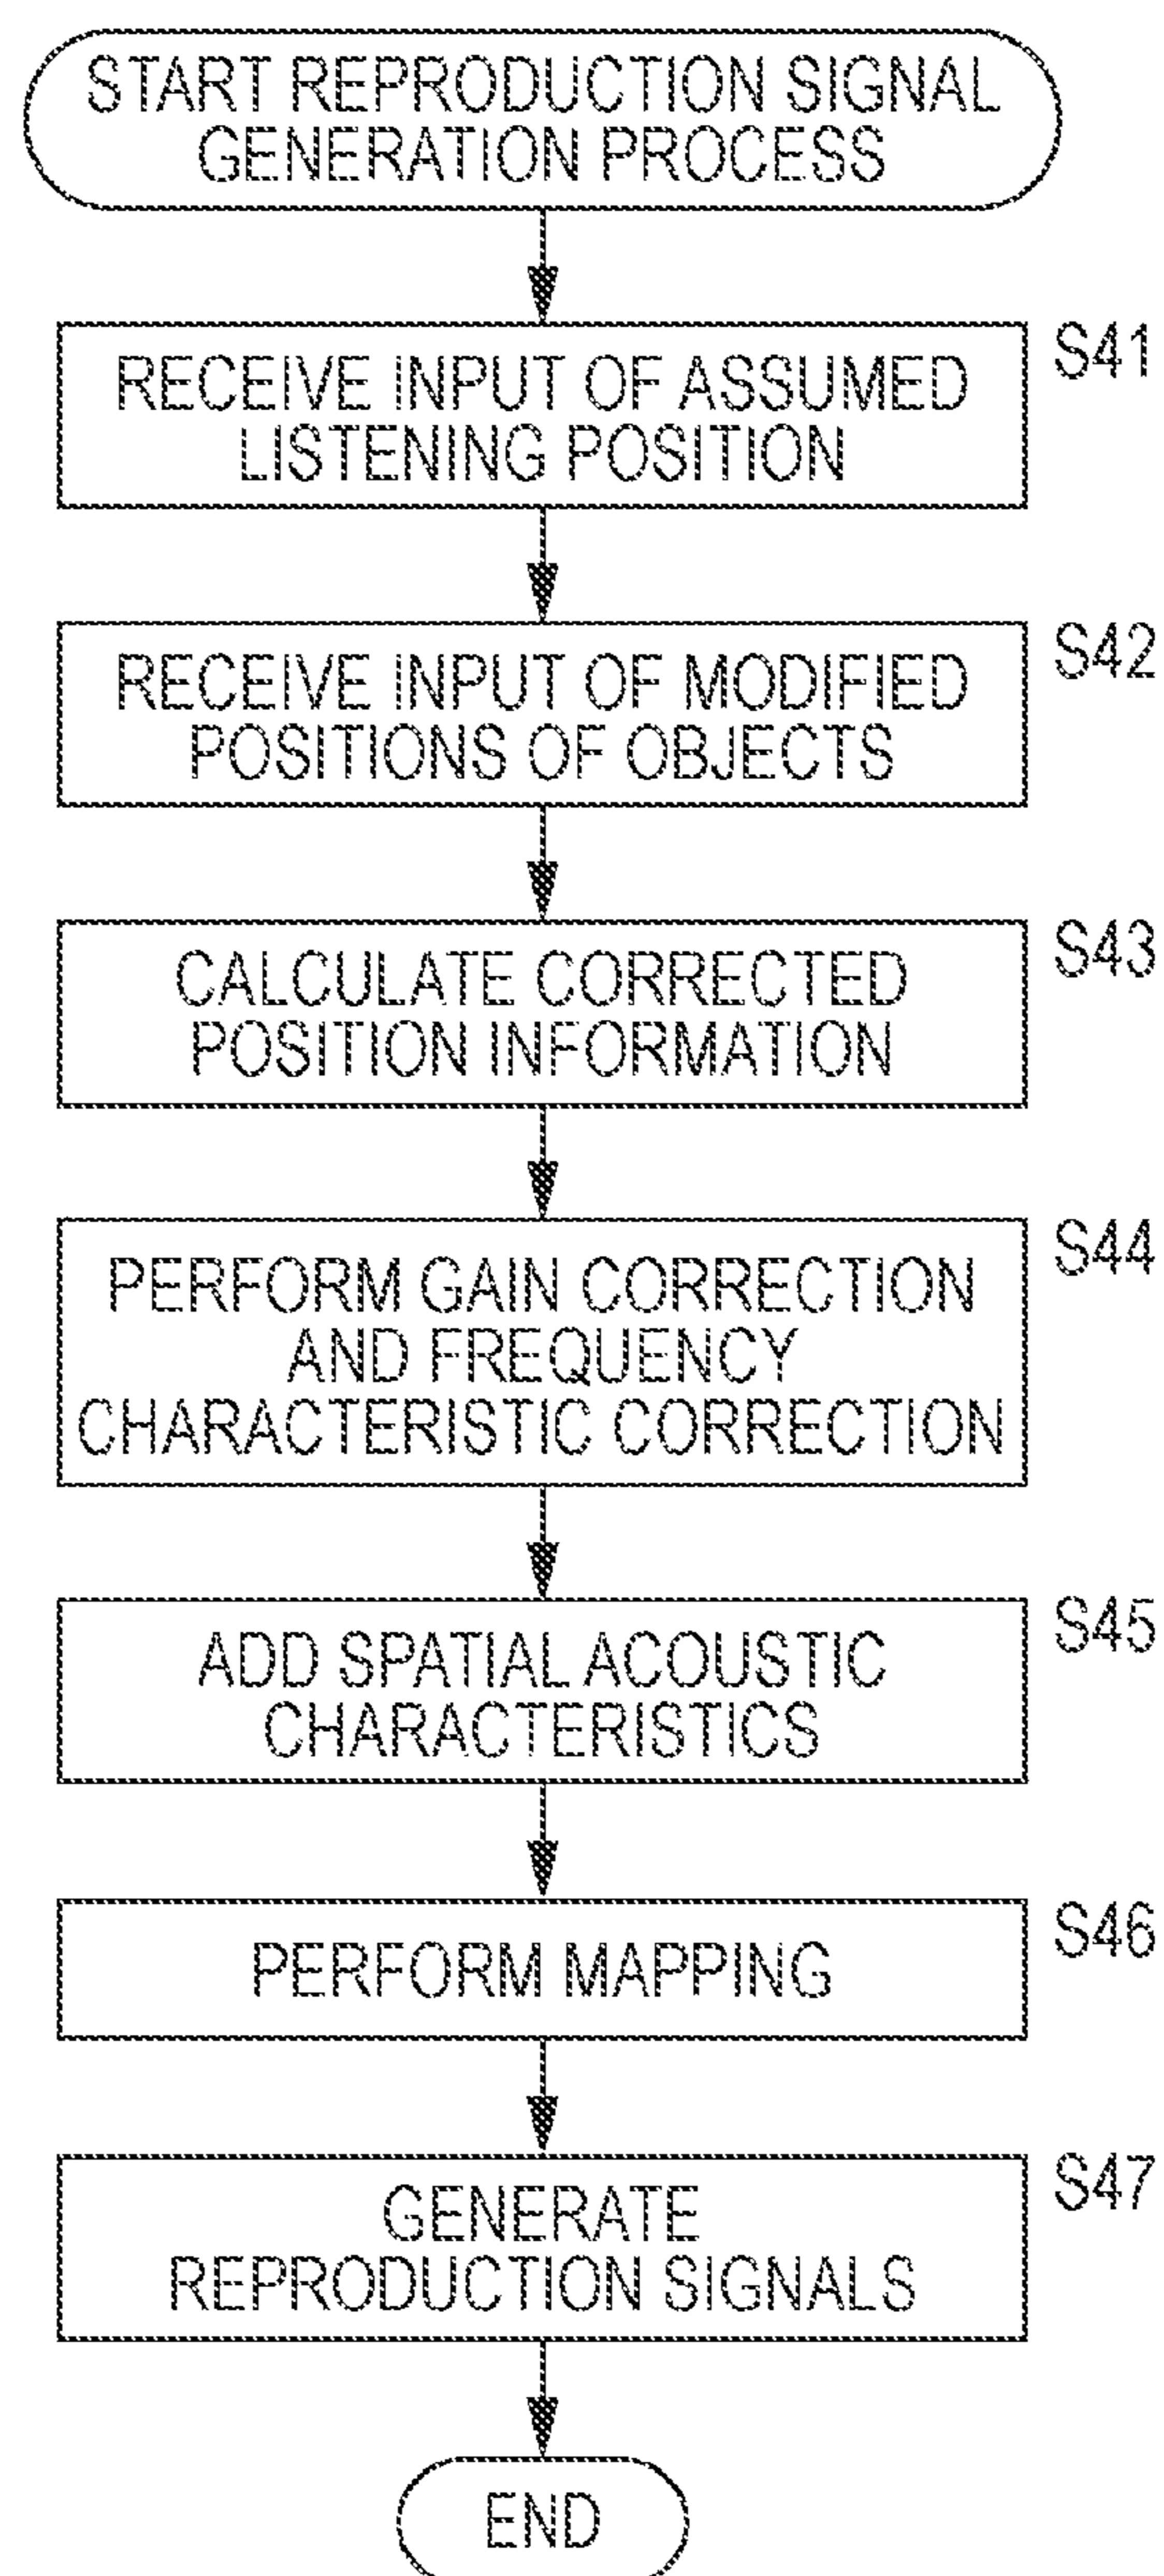 START REPRODUCTION SIGNAL
GENERATION PROCESS
RECEIVE INPUT OF ASSUMED
LISTENING POSITION
S41
RECEIVE INPUT OF MODIFIED
POSITIONS OF OBJECTS
S42
CALCULATE CORRECTED
POSITION INFORMATION
S43
PERFORM GAIN CORRECTION
AND FREQUENCY
CHARACTERISTIC CORRECTION
S44
ADD SPATIAL ACOUSTIC
CHARACTERISTICS
S45
PERFORM MAPPING
S46
GENERATE
REPRODUCTION SIGNALS
S47
END